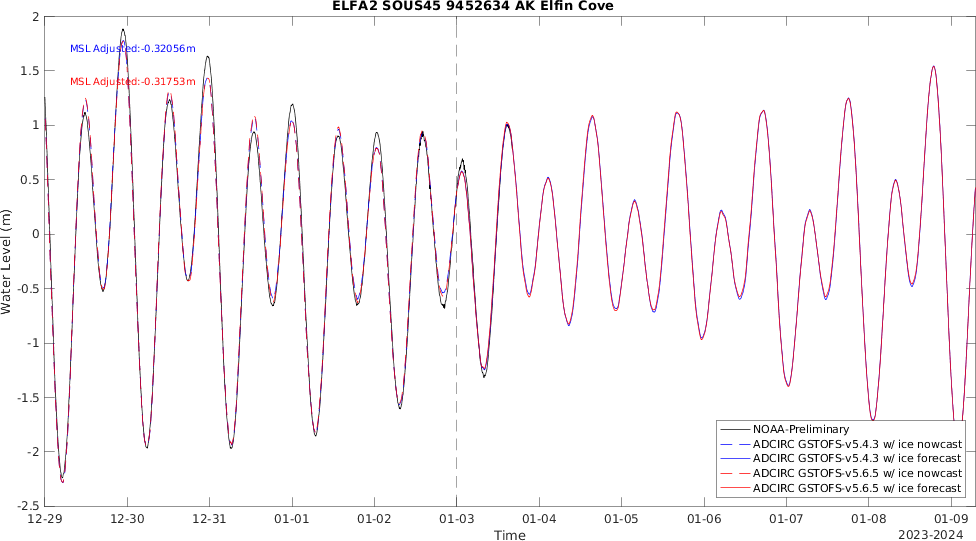 ELFA2 SOUS45 9452634 AK Elfin Cove
2
1.5
1
0.5
0
-0.5
-1
-1.5
-2
-2.5
Water Level (m)
MSL Adjusted:-0.32056m
MSL Adjusted:-0.31753m
NOAA-Preliminary
ADCIRC GSTOFS-v5.4.3 w/ ice nowcast
ADCIRC GSTOFS-v5.4.3 w/ ice forecast
ADCIRC GSTOFS-v5.6.5 w/ ice nowcast
ADCIRC GSTOFS-v5.6.5 w/ ice forecast
12-29 12-30 12-31 01-01 01-02 01-03 01-04 01-05 01-06 01-07 01-08 01-09
Time
2023-2024